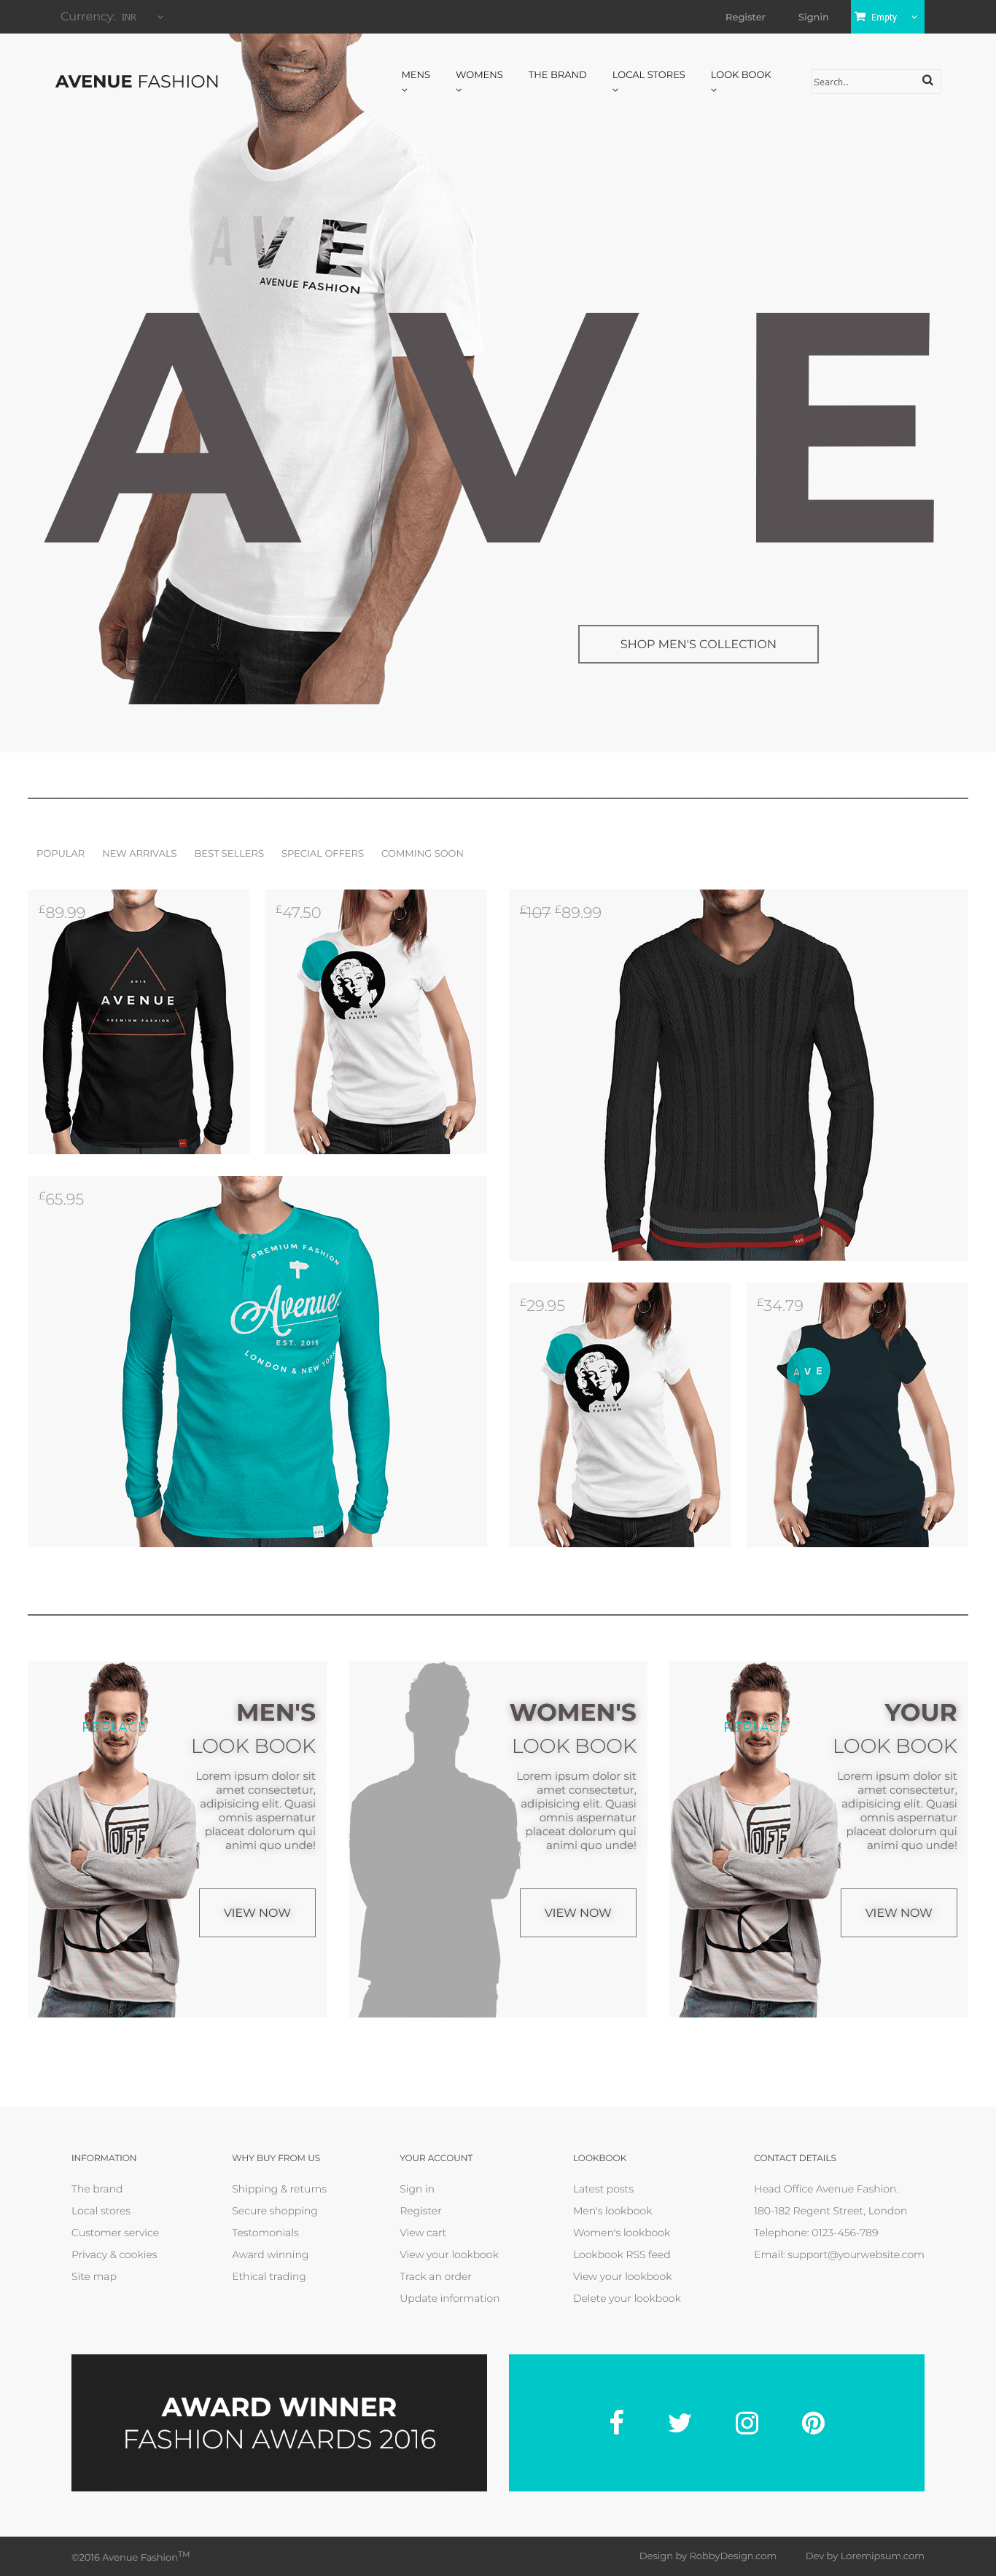 Currency: INR
Register Signin Empty
AVENUE FASHION
MENS WOMENS THE BRAND LOCAL STORES LOOK BOOK
Search..
AVE
AVENUE FASHION
AVE
SHOP MEN'S COLLECTION
POPULAR NEW ARRIVALS BEST SELLERS SPECIAL OFFERS COMMING SOON
£89.99
2015
AVENUE
PREMIUM FASHION
£47.50
AVENUE
FASHION
£107 £89.99
AVE
£65.95
PREMIUM FASHION
Avenue
EST. 2015
LONDON & NEW YORK
£29.95
AVENUE
FASHION
£34.79
AVE
REPLACE
OFF
MEN'S
LOOK BOOK
Lorem ipsum dolor sit
amet consectetur,
adipisicing elit. Quasi
omnis aspernatur
placeat dolorum qui
animi quo unde!
VIEW NOW
WOMEN'S
LOOK BOOK
Lorem ipsum dolor sit
amet consectetur,
adipisicing elit. Quasi
omnis aspernatur
placeat dolorum qui
animi quo unde!
VIEW NOW
REPLACE
OFF
YOUR
LOOK BOOK
Lorem ipsum dolor sit
amet consectetur,
adipisicing elit. Quasi
omnis aspernatur
placeat dolorum qui
animi quo unde!
VIEW NOW
INFORMATION
The brand
Local stores
Customer service
Privacy & cookies
Site map
WHY BUY FROM US
Shipping & returns
Secure shopping
Testomonials
Award winning
Ethical trading
YOUR ACCOUNT
Sign in
Register
View cart
View your lookbook
Track an order
Update information
LOOKBOOK
Latest posts
Men's lookbook
Women's lookbook
Lookbook RSS feed
View your lookbook
Delete your lookbook
CONTACT DETAILS
Head Office Avenue Fashion.
180-182 Regent Street, London
Telephone: 0123-456-789
Email: support@yourwebsite.com
AWARD WINNER
FASHION AWARDS 2016
©2016 Avenue Fashion™
Design by RobbyDesign.com Dev by Loremipsum.com